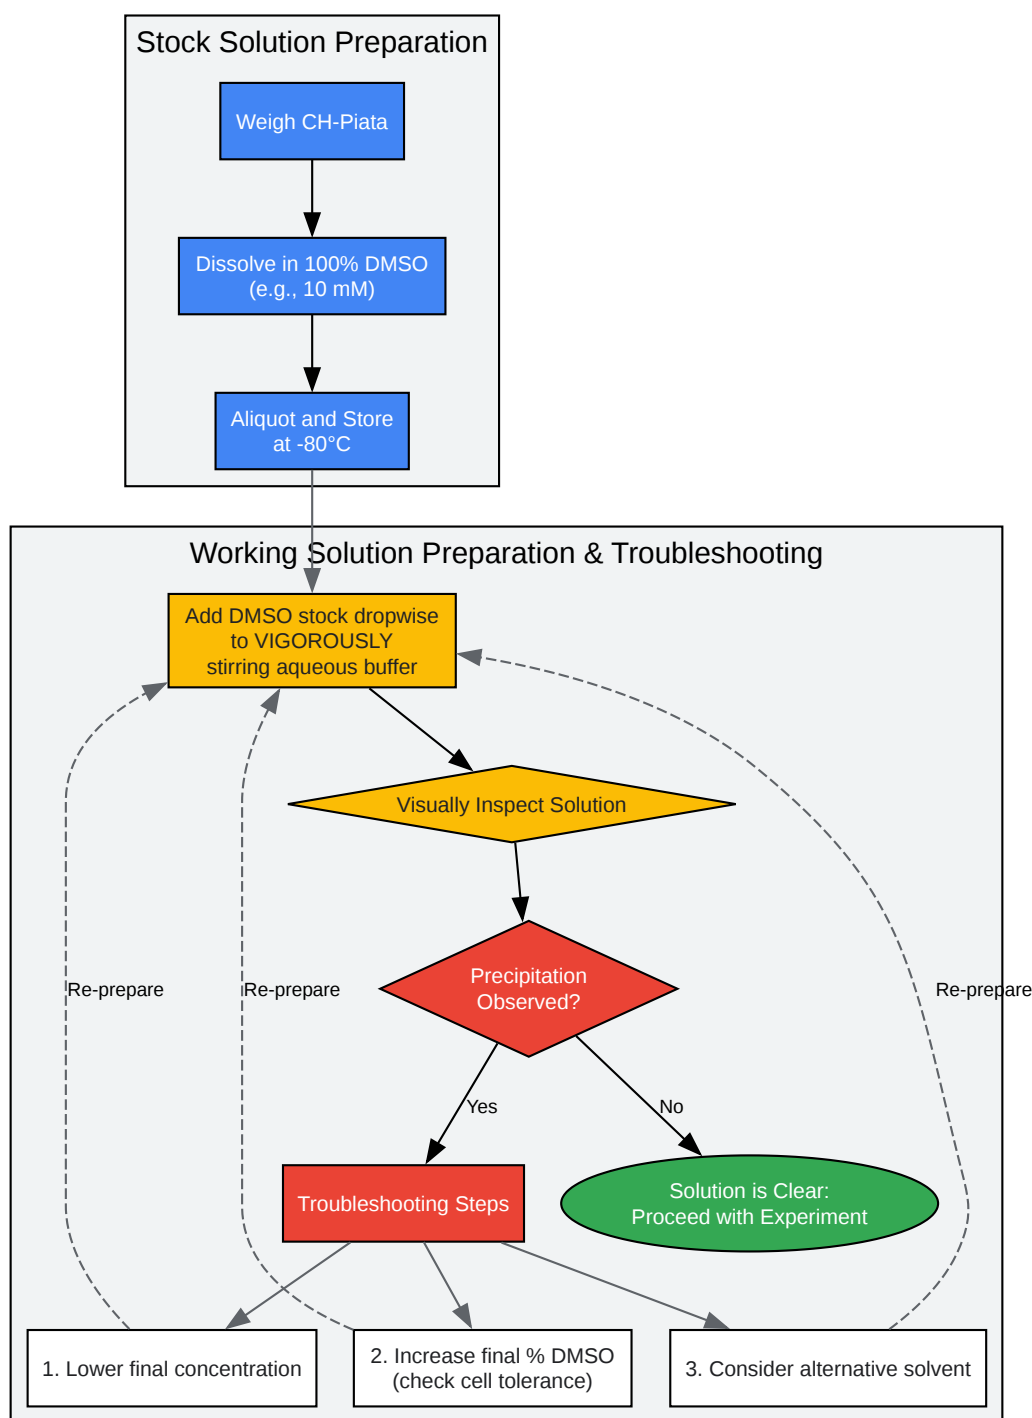 Stock Solution Preparation
Weigh CH-Piata
Dissolve in 100% DMSO
(e.g., 10 mM)
Aliquot and Store
at -80°C
Working Solution Preparation & Troubleshooting
Add DMSO stock dropwise
to VIGOROUSLY
stirring aqueous buffer
Visually Inspect Solution
Precipitation
Observed?
Re-prepare
Re-prepare
Re-prepare
Yes
No
Troubleshooting Steps
Solution is Clear:
Proceed with Experiment
1. Lower final concentration
2. Increase final % DMSO
(check cell tolerance)
3. Consider alternative solvent